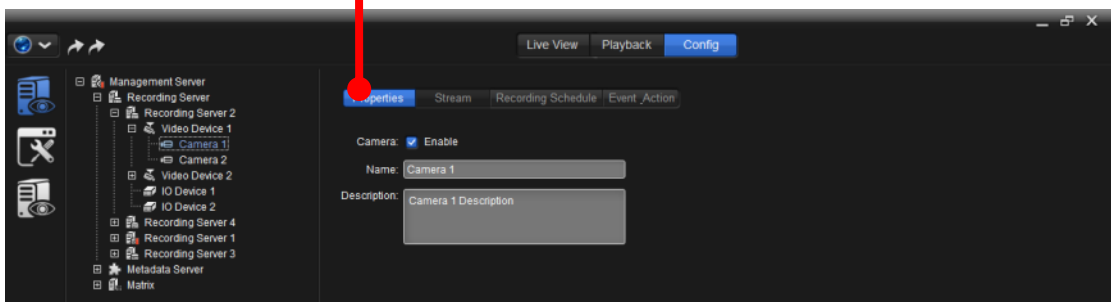 Live View Playback Config
Management Server
Recording Server
Recording Server 2
Video Device 1
Camera 1
Camera 2
Video Device 2
IO Device 1
IO Device 2
Recording Server 4
Recording Server 1
Recording Server 3
Metadata Server
Matrix
Properties Stream Recording Schedule Event_Action
Camera: Enable
Name: Camera 1
Description: Camera 1 Description